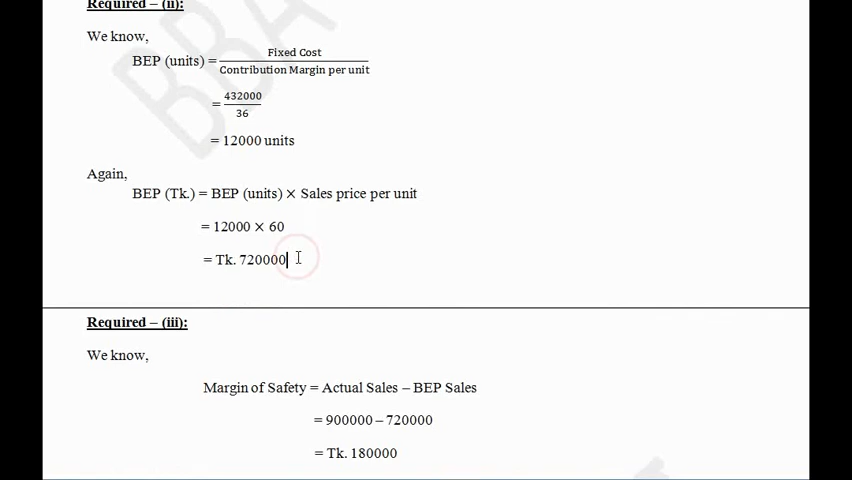 Required – (ii):
We know,
BEP (units) = Fixed Cost / Contribution Margin per unit
= 432000 / 36
= 12000 units
Again,
BEP (Tk.) = BEP (units) × Sales price per unit
= 12000 × 60
= Tk. 720000
Required – (iii):
We know,
Margin of Safety = Actual Sales – BEP Sales
= 900000 – 720000
= Tk. 180000